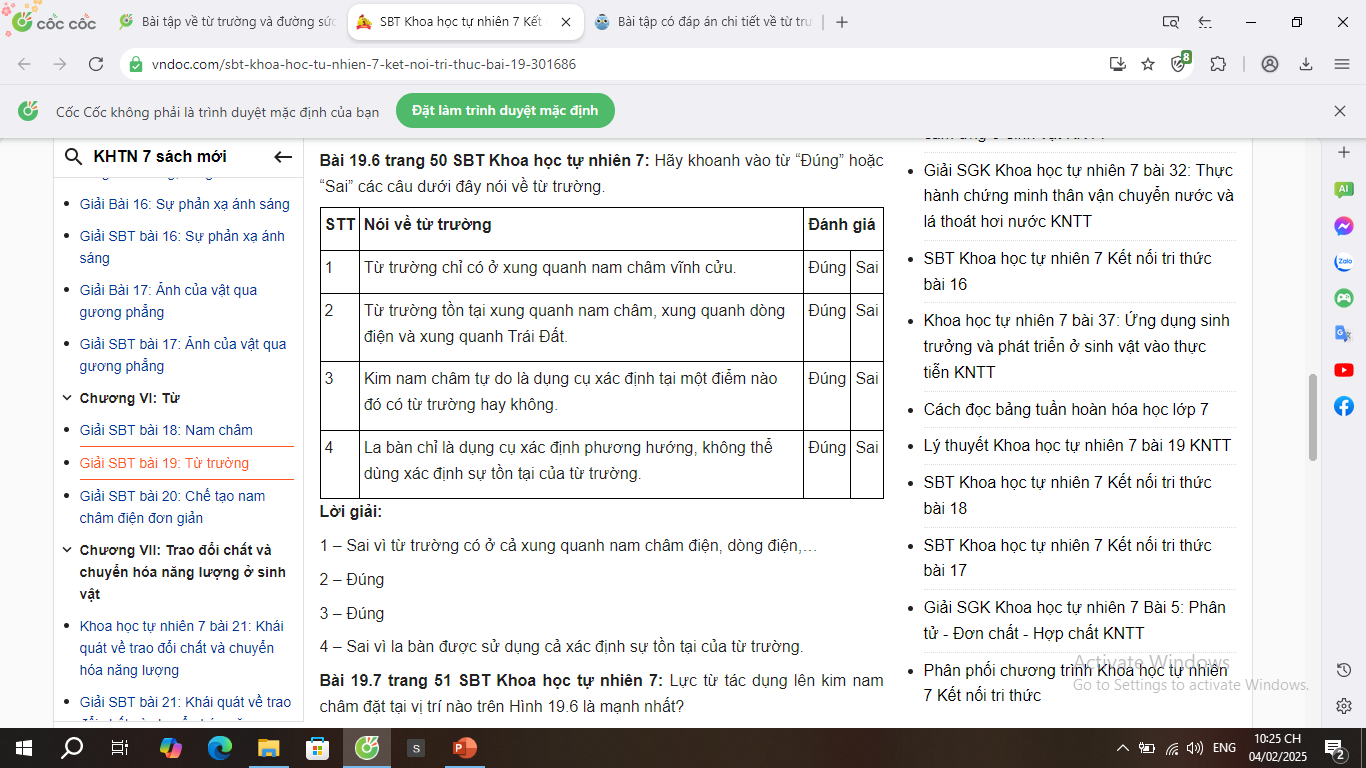 cốc cốc
Bài tập về từ trường và đường sức
SBT Khoa học tự nhiên 7 Kết
Bài tập có đáp án chi tiết về từ trư
vndoc.com/sbt-khoa-hoc-tu-nhien-7-ket-noi-tri-thuc-bai-19-301686
8
Cốc Cốc không phải là trình duyệt mặc định của bạn
Đặt làm trình duyệt mặc định
KHTN 7 sách mới
Giải Bài 16: Sự phản xạ ánh sáng
Giải SBT bài 16: Sự phản xạ ánh
sáng
Giải Bài 17: Ảnh của vật qua
gương phẳng
Giải SBT bài 17: Ảnh của vật qua
gương phẳng
Chương VI: Từ
Giải SBT bài 18: Nam châm
Giải SBT bài 19: Từ trường
Giải SBT bài 20: Chế tạo nam
châm điện đơn giản
Chương VII: Trao đổi chất và
chuyển hóa năng lượng ở sinh
vật
Khoa học tự nhiên 7 bài 21: Khái
quát về trao đổi chất và chuyển
hóa năng lượng
Giải SBT bài 21: Khái quát về trao
Bài 19.6 trang 50 SBT Khoa học tự nhiên 7: Hãy khoanh vào từ “Đúng” hoặc
“Sai” các câu dưới đây nói về từ trường.
STT Nói về từ trường Đánh giá
1 Từ trường chỉ có ở xung quanh nam châm vĩnh cửu. Đúng Sai
2 Từ trường tồn tại xung quanh nam châm, xung quanh dòng Đúng Sai
điện và xung quanh Trái Đất.
3 Kim nam châm tự do là dụng cụ xác định tại một điểm nào Đúng Sai
đó có từ trường hay không.
4 La bàn chỉ là dụng cụ xác định phương hướng, không thể Đúng Sai
dùng xác định sự tồn tại của từ trường.
Lời giải:
1 – Sai vì từ trường có ở cả xung quanh nam châm điện, dòng điện,…
2 – Đúng
3 – Đúng
4 – Sai vì la bàn được sử dụng cả xác định sự tồn tại của từ trường.
Bài 19.7 trang 51 SBT Khoa học tự nhiên 7: Lực từ tác dụng lên kim nam
châm đặt tại vị trí nào trên Hình 19.6 là mạnh nhất?
Giải SGK Khoa học tự nhiên 7 bài 32: Thực
hành chứng minh thân vận chuyển nước và
lá thoát hơi nước KNTT
SBT Khoa học tự nhiên 7 Kết nối tri thức
bài 16
Khoa học tự nhiên 7 bài 37: Ứng dụng sinh
trưởng và phát triển ở sinh vật vào thực
tiễn KNTT
Cách đọc bảng tuần hoàn hóa học lớp 7
Lý thuyết Khoa học tự nhiên 7 bài 19 KNTT
SBT Khoa học tự nhiên 7 Kết nối tri thức
bài 18
SBT Khoa học tự nhiên 7 Kết nối tri thức
bài 17
Giải SGK Khoa học tự nhiên 7 Bài 5: Phân
tử - Đơn chất - Hợp chất KNTT
Phân phối chương trình Khoa học tự nhiên
7 Kết nối tri thức
AI
Zalo
Activate Windows
Go to Settings to activate Windows.
S
P
ENG
10:25 CH
04/02/2025
2